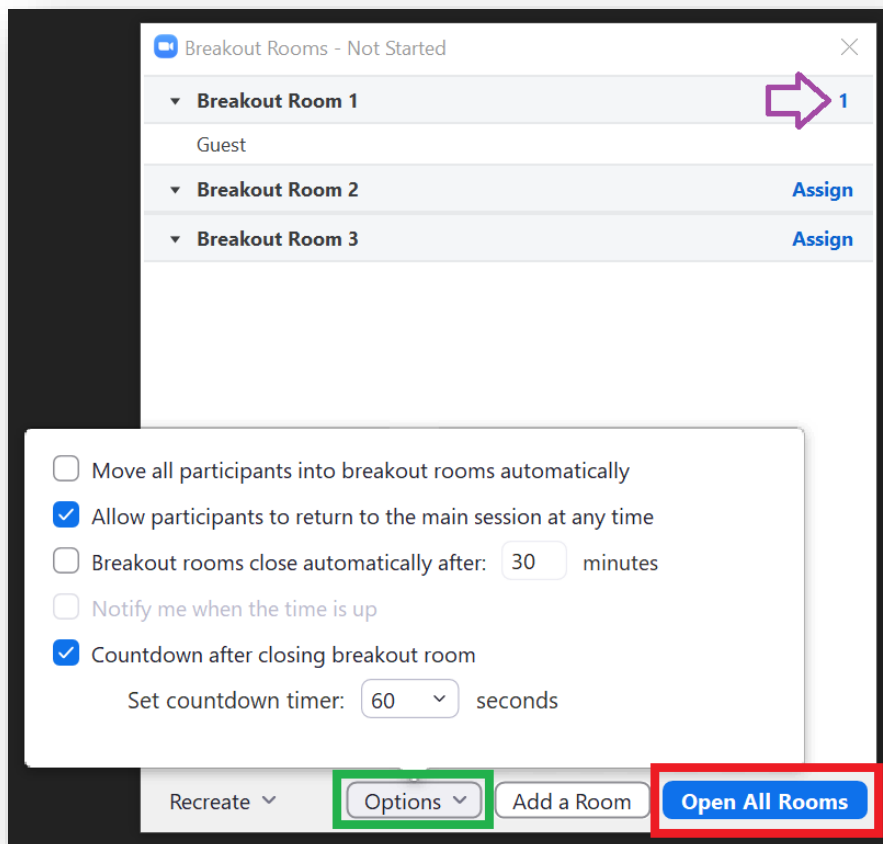 Breakout Rooms - Not Started
Breakout Room 1 1
Guest
Breakout Room 2 Assign
Breakout Room 3 Assign
Move all participants into breakout rooms automatically
Allow participants to return to the main session at any time
Breakout rooms close automatically after: 30 minutes
Notify me when the time is up
Countdown after closing breakout room
Set countdown timer: 60 seconds
Recreate Options Add a Room Open All Rooms